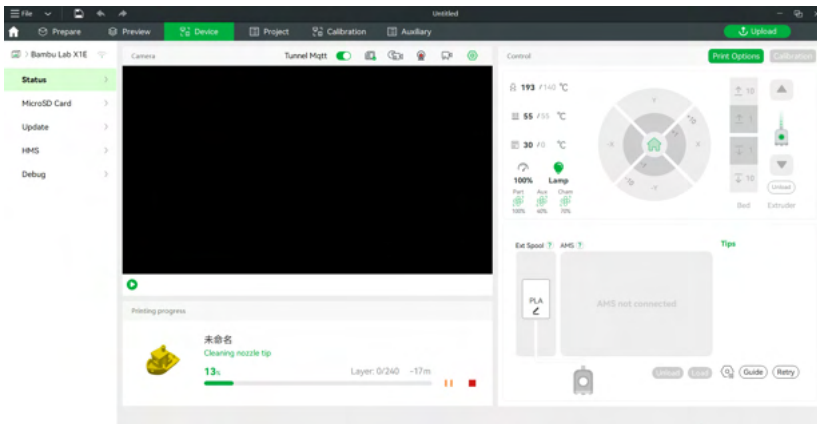 File
Untitled
Prepare
Preview
Device
Project
Calibration
Auxiliary
Upload
> Bambu Lab X1E
Status
MicroSD Card
Update
HMS
Debug
Camera
Tunnel Mqtt
Control
Print Options
Calibration
193 /140 °C
55 /55 °C
30 /0 °C
100%
Lamp
Part Aux Cham
100% 40% 70%
Y
+10
+1
-X
X
-10
-Y
10
1
1
10
Unload
Bed
Extruder
Printing progress
未命名
Cleaning nozzle tip
13%
Layer: 0/240 -17m
Ext Spool ?
AMS ?
Tips
PLA
AMS not connected
Unload
Load
Guide
Retry